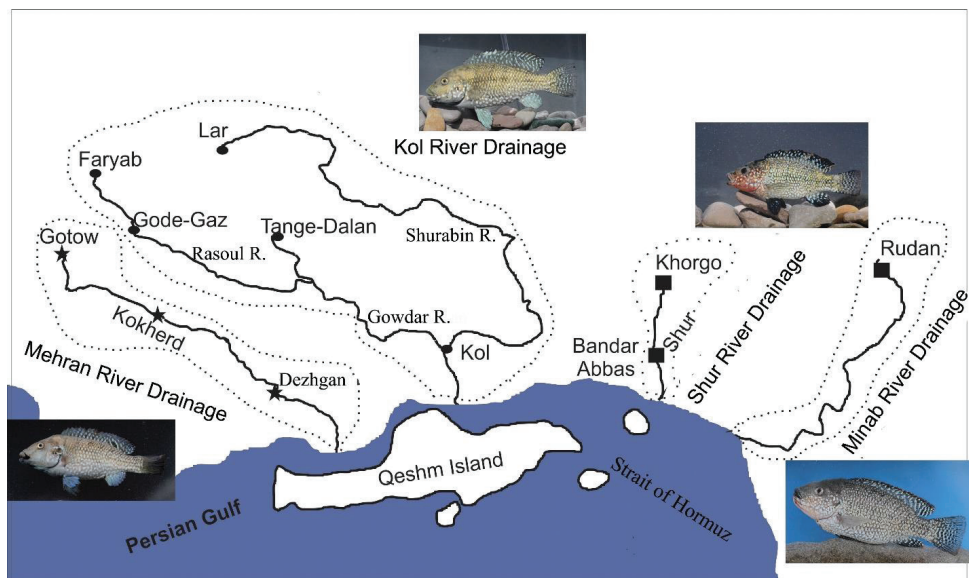 Kol River Drainage
Lar
Faryab
Gode-Gaz
Tange-Dalan
Shurabin R.
Gotow
Rasoul R.
Khorgo
Rudan
Kokherd
Gowdar R.
Kol
Shur
Bandar
Abbas
Shur River Drainage
Minab River Drainage
Mehran River Drainage
Dezhgan
Qeshm Island
Strait of Hormuz
Persian Gulf